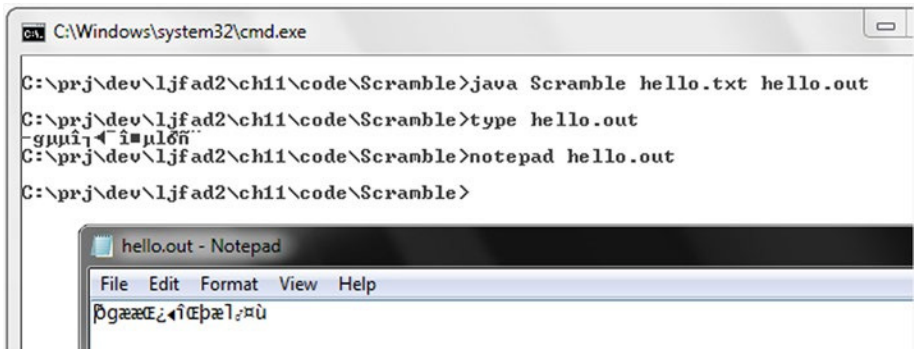 C:\Windows\system32\cmd.exe
C:\prj\dev\ljfad2\ch11\code\Scramble>java Scramble hello.txt hello.out
C:\prj\dev\ljfad2\ch11\code\Scramble>type hello.out
C:\prj\dev\ljfad2\ch11\code\Scramble>notepad hello.out
C:\prj\dev\ljfad2\ch11\code\Scramble>
hello.out - Notepad
File Edit Format View Help